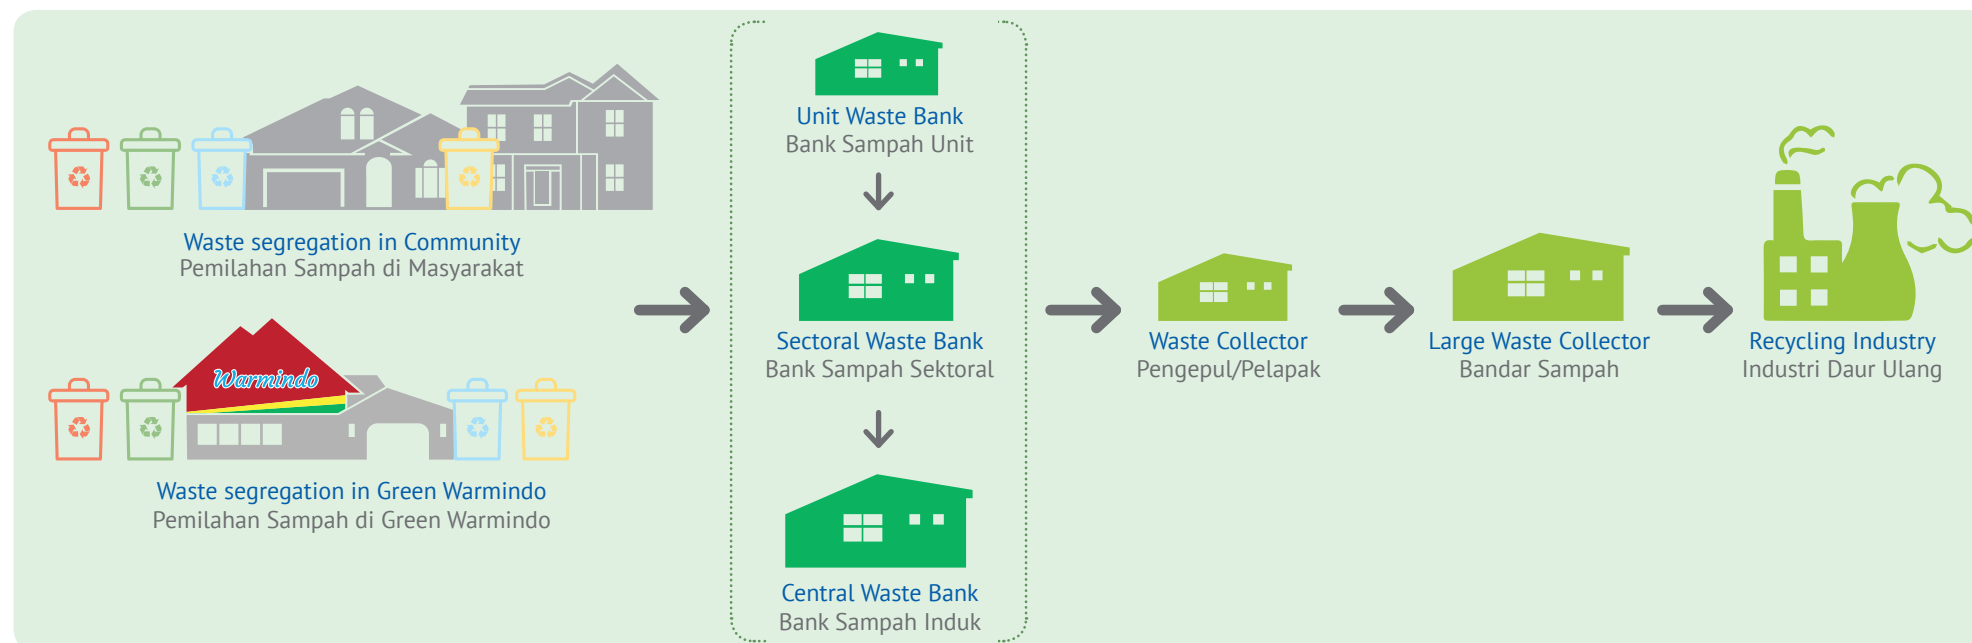 Waste segregation in Community
Pemilahan Sampah di Masyarakat
Warmindo
Waste segregation in Green Warmindo
Pemilahan Sampah di Green Warmindo
Unit Waste Bank
Bank Sampah Unit
Sectoral Waste Bank
Bank Sampah Sektoral
Central Waste Bank
Bank Sampah Induk
Waste Collector
Pengepul/Pelapak
Large Waste Collector
Bandar Sampah
Recycling Industry
Industri Daur Ulang